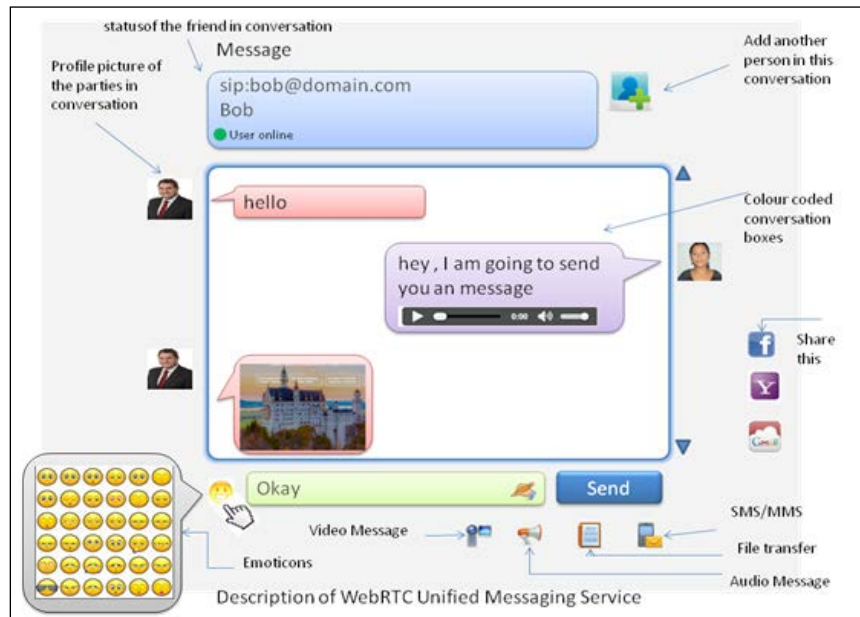 statusof the friend in conversation
Message
Profile picture of
the parties in
conversation
sip:bob@domain.com
Bob
User online
Add another
person in this
conversation
hello
Colour coded
conversation
boxes
hey , I am going to send
you an message
0:00
f
Share
this
Y
Gmail
Okay
Send
Video Message
SMS/MMS
File transfer
Emoticons
Audio Message
Description of WebRTC Unified Messaging Service